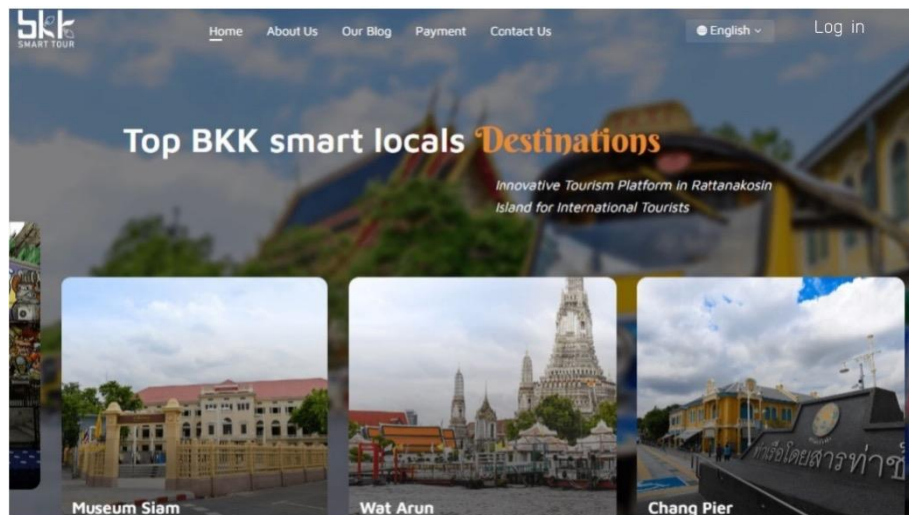 bkk
SMART TOUR
Home About Us Our Blog Payment Contact Us
English
Log in
Top BKK smart locals Destinations
Innovative Tourism Platform in Rattanakosin
Island for International Tourists
ท่าเรือโดยสารท่าช้
Museum Siam
Wat Arun
Chang Pier